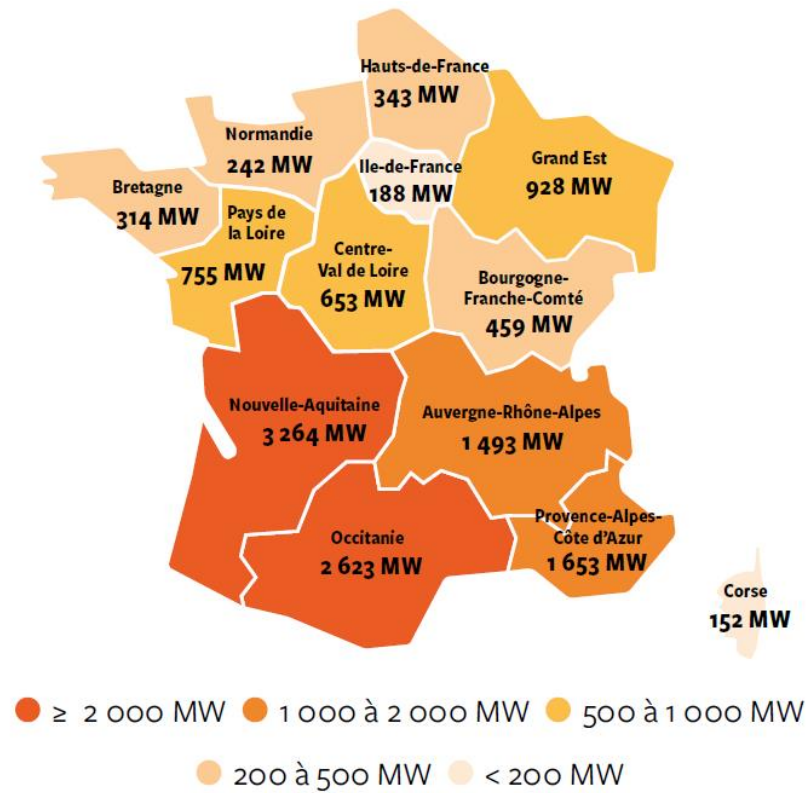 Hauts-de-France
343 MW
Normandie
242 MW
Ile-de-France
188 MW
Grand Est
928 MW
Bretagne
314 MW
Pays de
la Loire
755 MW
Centre-
Val de Loire
653 MW
Bourgogne-
Franche-Comté
459 MW
Nouvelle-Aquitaine
3 264 MW
Auvergne-Rhône-Alpes
1 493 MW
Occitanie
2 623 MW
Provence-Alpes-
Côte d'Azur
1 653 MW
Corse
152 MW
≥ 2 000 MW 1 000 à 2 000 MW 500 à 1 000 MW
200 à 500 MW < 200 MW